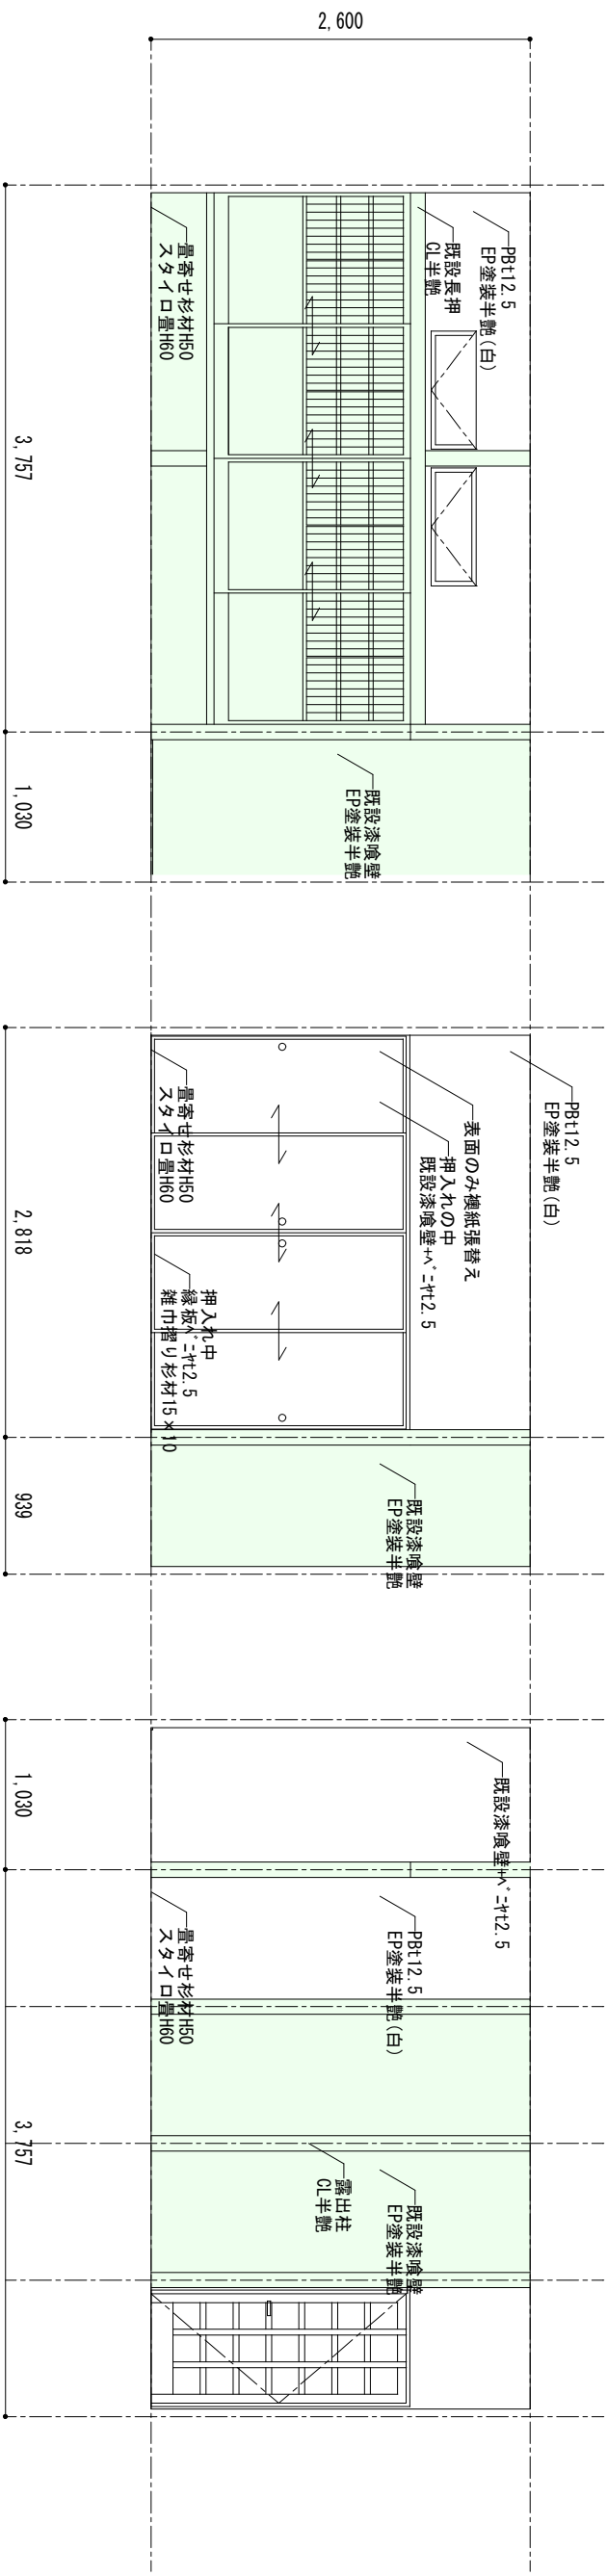 2,600
PBt12.5
EP塗装半艶(白)
既設長押
CL半艶
畳寄せ杉材H50
スタイロ畳H60
既設漆喰壁
EP塗装半艶
3,757
1,030
PBt12.5
EP塗装半艶(白)
表面のみ襖紙張替え
押入れの中
既設漆喰壁+ベニヤt2.5
畳寄せ杉材H50
スタイロ畳H60
押入れ中
縁板ベニヤt2.5
雑巾摺り杉材15×10
既設漆喰壁
EP塗装半艶
2,818
939
既設漆喰壁+ベニヤt2.5
PBt12.5
EP塗装半艶(白)
畳寄せ杉材H50
スタイロ畳H60
露出柱
CL半艶
既設漆喰壁
EP塗装半艶
1,030
3,757